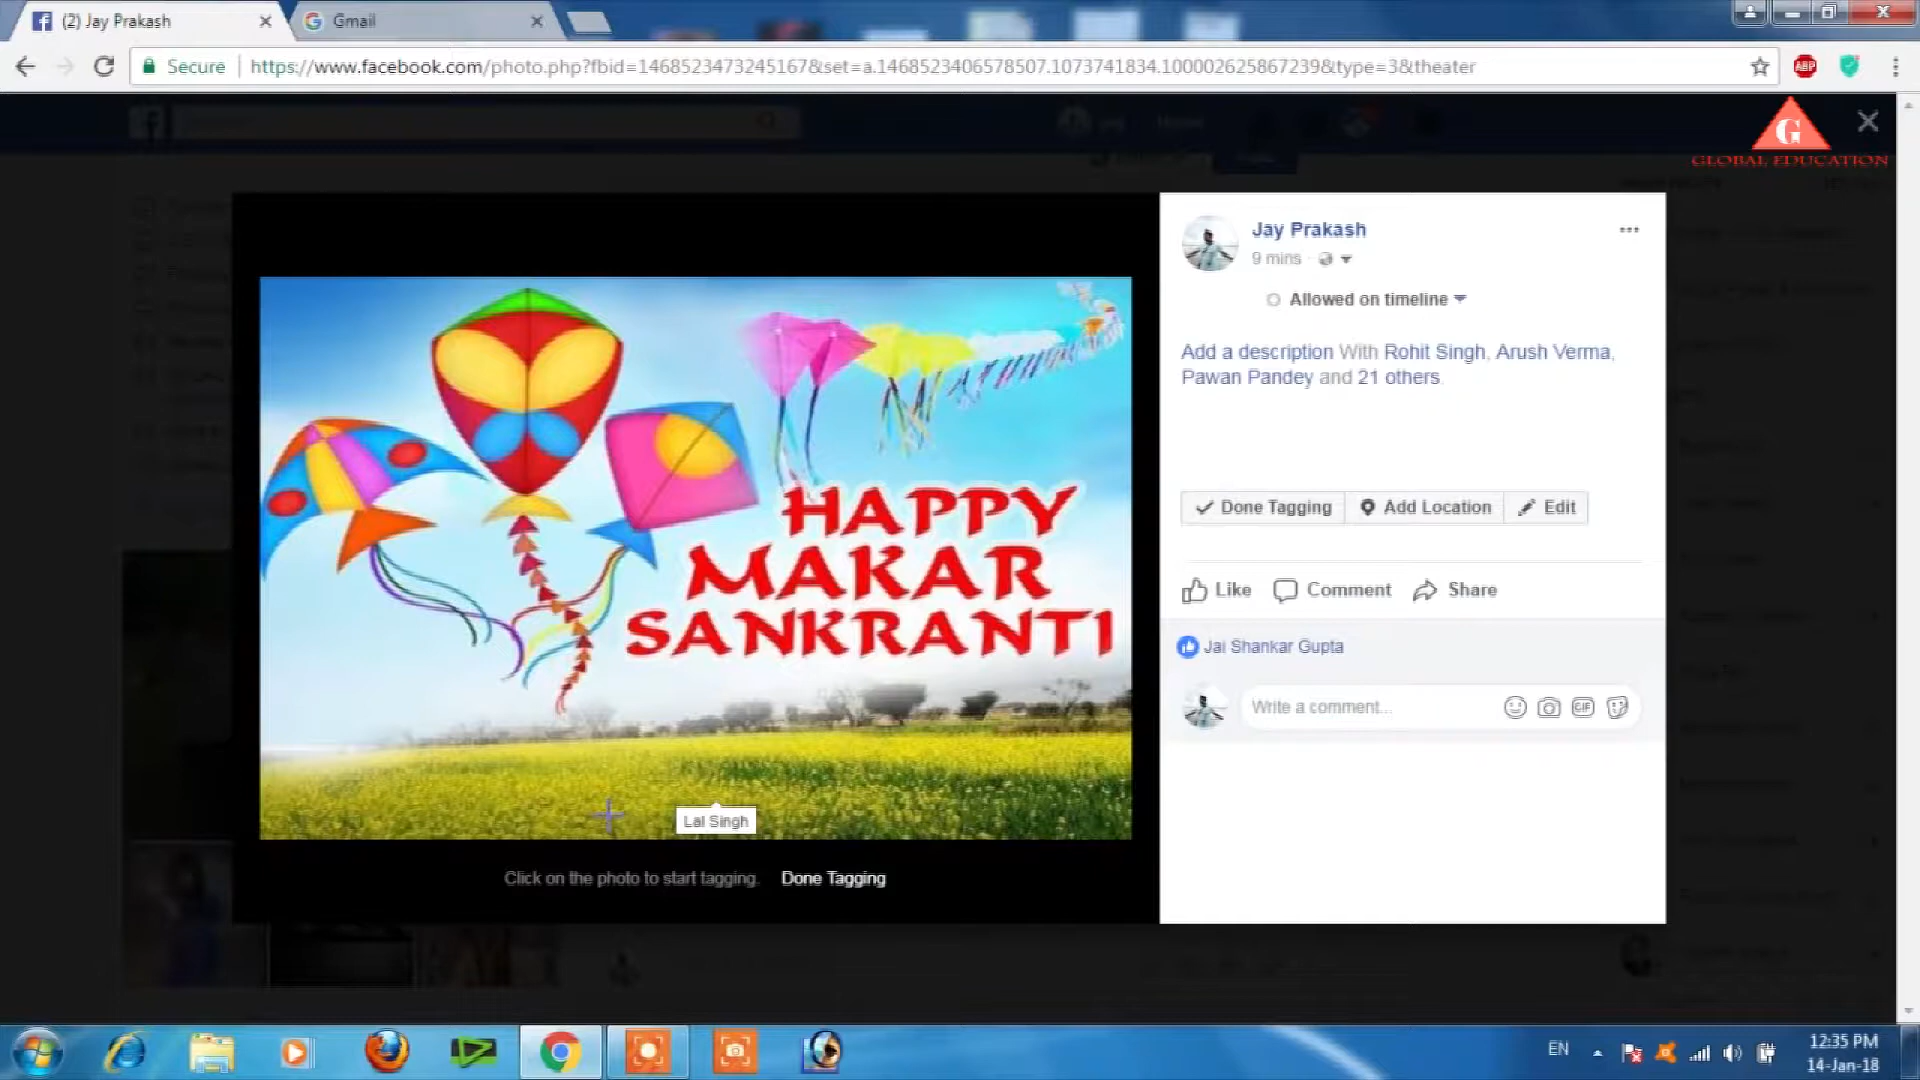 (2) Jay Prakash
Gmail
Secure
https://www.facebook.com/photo.php?fbid=1468523473245167&set=a.1468523406578507.1073741834.100002625867239&type=3&theater
ABP
Home
G
GLOBAL EDUCATION
Jay Prakash
9 mins
Allowed on timeline
Add a description With Rohit Singh, Arush Verma,
Pawan Pandey and 21 others.
HAPPY
MAKAR
SANKRANTI
Done Tagging
Add Location
Edit
Like
Comment
Share
Jai Shankar Gupta
Write a comment...
GIF
Lal Singh
Click on the photo to start tagging.
Done Tagging
EN
12:35 PM
14-Jan-18